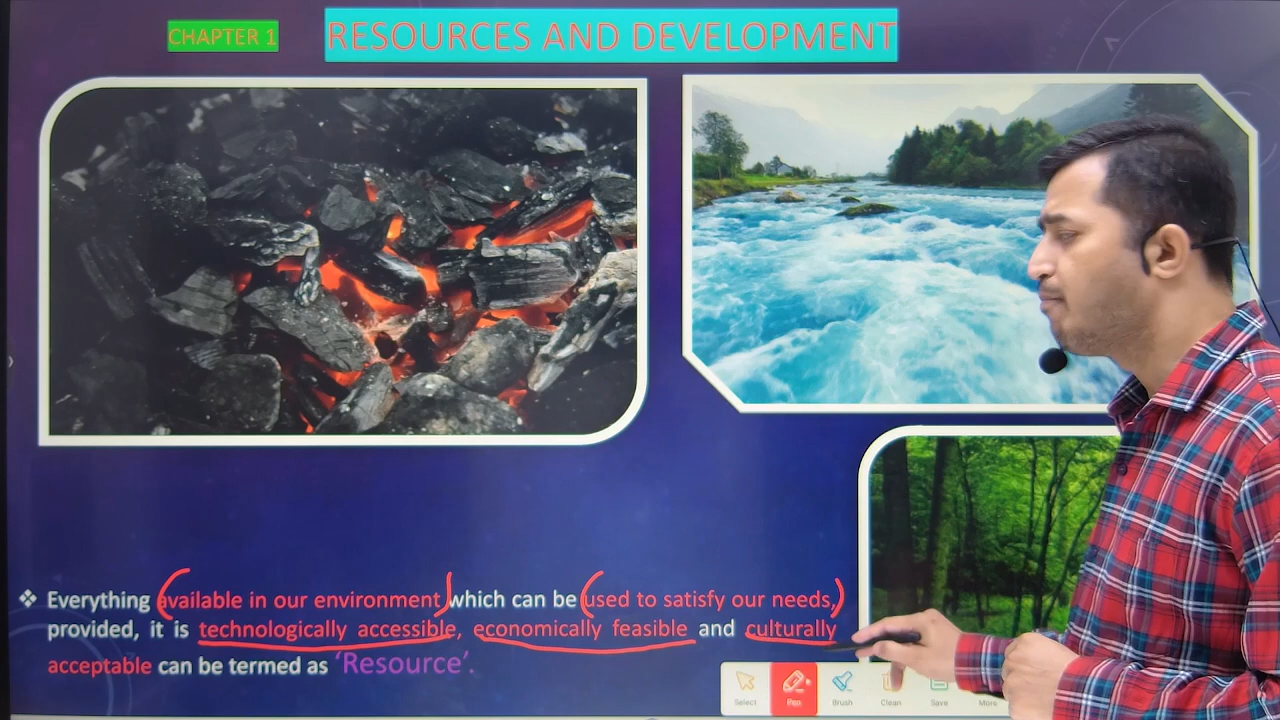 CHAPTER 1
RESOURCES AND DEVELOPMENT
❖ Everything available in our environment which can be used to satisfy our needs,
provided, it is technologically accessible, economically feasible and culturally
acceptable can be termed as ‘Resource’.
Select Pen Brush Clean Save More